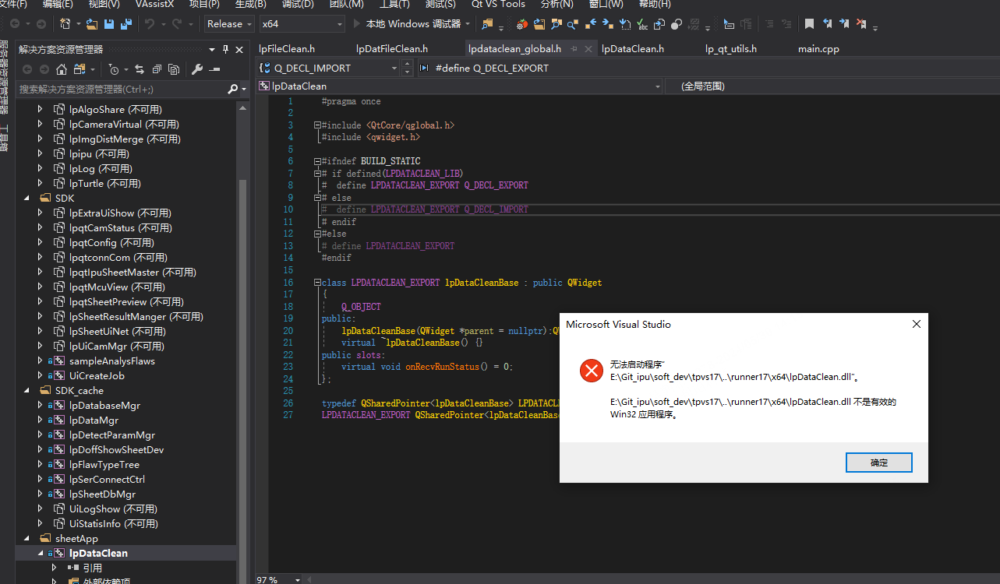 文件(F) 编辑(E) 视图(V) VAssistX 项目(P) 生成(B) 调试(D) 团队(M) 工具(T) 测试(S) Qt VS Tools 分析(N) 窗口(W) 帮助(H)
Release x64 本地 Windows 调试器
服务器资源管理器
工具箱
解决方案资源管理器
搜索解决方案资源管理器(Ctrl+;)
lpAlgoShare (不可用)
lpCameraVirtual (不可用)
lpImgDistMerge (不可用)
lpipu (不可用)
lpLog (不可用)
lpTurtle (不可用)
SDK
lpExtraUiShow (不可用)
lpqtCamStatus (不可用)
lpqtConfig (不可用)
lpqtconnCom (不可用)
lpqtIpuSheetMaster (不可用)
lpqtMcuView (不可用)
lpqtSheetPreview (不可用)
lpSheetResultManger (不可用)
lpSheetUiNet (不可用)
lpUiCamMgr (不可用)
sampleAnalysFlaws
UiCreateJob
SDK_cache
lpDatabaseMgr
lpDataMgr
lpDetectParamMgr
lpDoffShowSheetDev
lpFlawTypeTree
lpSerConnectCtrl
lpSheetDbMgr
UiLogShow (不可用)
UiStatisInfo (不可用)
sheetApp
lpDataClean
引用
外部依赖项
lpFileClean.h lpDatFileClean.h lpdataclean_global.h lpDataClean.h lp_qt_utils.h main.cpp
Q_DECL_IMPORT #define Q_DECL_EXPORT
lpDataClean (全局范围)
1 #pragma once
2
3 #include <QtCore/qglobal.h>
4 #include <qwidget.h>
5
6 #ifndef BUILD_STATIC
7 # if defined(LPDATACLEAN_LIB)
8 #  define LPDATACLEAN_EXPORT Q_DECL_EXPORT
9 # else
10 #  define LPDATACLEAN_EXPORT Q_DECL_IMPORT
11 # endif
12 #else
13 # define LPDATACLEAN_EXPORT
14 #endif
15
16 class LPDATACLEAN_EXPORT lpDataCleanBase : public QWidget
17 {
18 Q_OBJECT
19 public:
20 lpDataCleanBase(QWidget *parent = nullptr):QW
21 virtual ~lpDataCleanBase() {}
22 public slots:
23 virtual void onRecvRunStatus() = 0;
24 };
25
26 typedef QSharedPointer<lpDataCleanBase> LPDATACLE
27 LPDATACLEAN_EXPORT QSharedPointer<lpDataCleanBase
97 %
Microsoft Visual Studio
无法启动程序“
E:\Git_ipu\soft_dev\tpvs17\..\runner17\x64\lpDataClean.dll”。
E:\Git_ipu\soft_dev\tpvs17\..\runner17\x64\lpDataClean.dll 不是有效的
Win32 应用程序。
确定